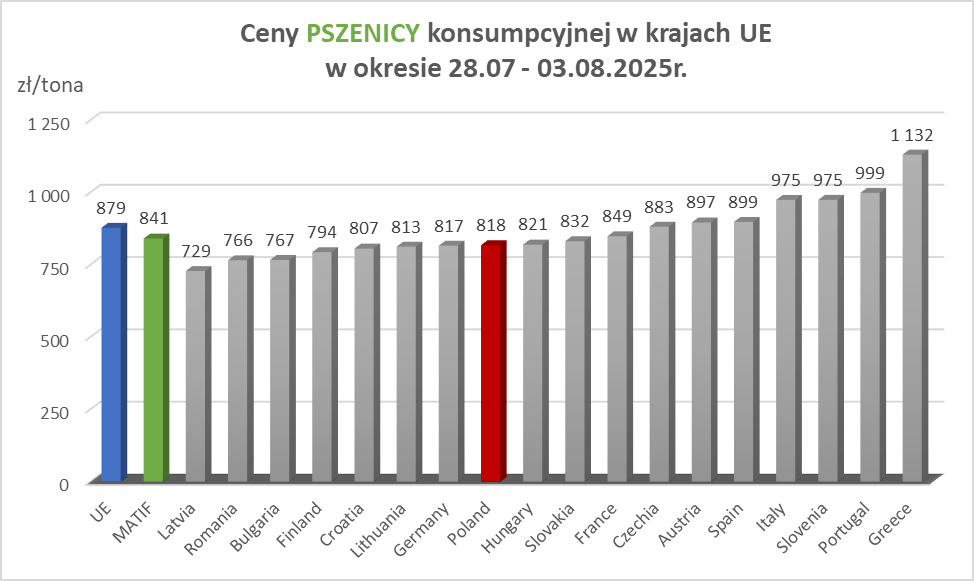 Ceny PSZENICY konsumpcyjnej w krajach UE
w okresie 28.07 - 03.08.2025r.
zł/tona
1 250
1 000
750
500
250
0
879
841
729
766
767
794
807
813
817
818
821
832
849
883
897
899
975
975
999
1 132
UE
MATIF
Latvia
Romania
Bulgaria
Finland
Croatia
Lithuania
Germany
Poland
Hungary
Slovakia
France
Czechia
Austria
Spain
Italy
Slovenia
Portugal
Greece